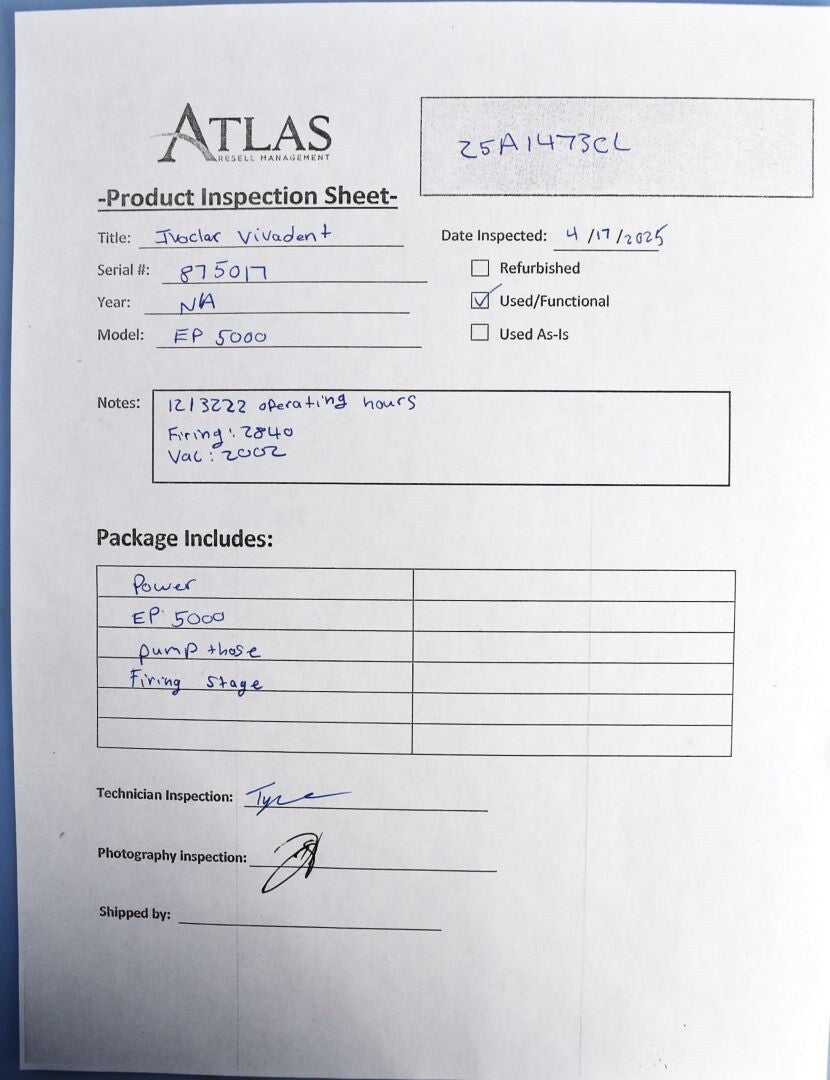 ATLAS
RESELL MANAGEMENT
25A1473CL
-Product Inspection Sheet-
Title: Ivoclar Vivadent
Date Inspected: 4/17/2025
Serial #: 875017
Refurbished
Year: N/A
Used/Functional
Model: EP 5000
Used As-Is
Notes: 1213222 operating hours
Firing: 2840
Vac: 2002
Package Includes:
Power
EP 5000
pump +hose
Firing stage
Technician Inspection:
Photography inspection:
Shipped by: